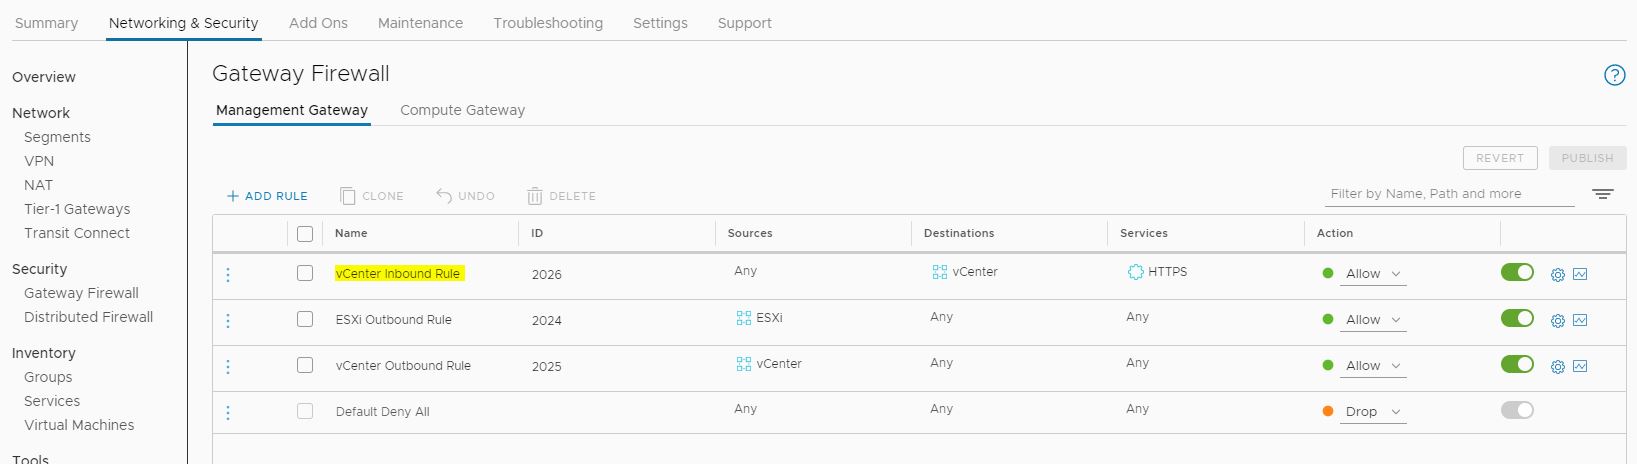 Summary Networking & Security Add Ons Maintenance Troubleshooting Settings Support
Overview
Network
Segments
VPN
NAT
Tier-1 Gateways
Transit Connect
Security
Gateway Firewall
Distributed Firewall
Inventory
Groups
Services
Virtual Machines
Tools
Gateway Firewall
?
Management Gateway Compute Gateway
REVERT PUBLISH
+ ADD RULE CLONE UNDO DELETE Filter by Name, Path and more
Name ID Sources Destinations Services Action
vCenter Inbound Rule 2026 Any vCenter HTTPS Allow
ESXi Outbound Rule 2024 ESXi Any Any Allow
vCenter Outbound Rule 2025 vCenter Any Any Allow
Default Deny All Any Any Any Drop